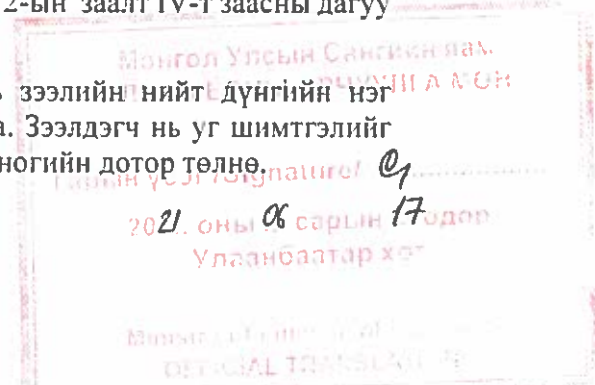 2-ын заалт IV-т заасны дагуу
Монгол Улсын Сангийн яам
зээлийн нийт дүнгийн нэг
а. Зээлдэгч нь уг шимтгэлийг
ногийн дотор төлнө.
/Signature/
2021. оны 06 сарын 17 өдөр
Улаанбаатар хот
OFFICIAL TRANSLATION